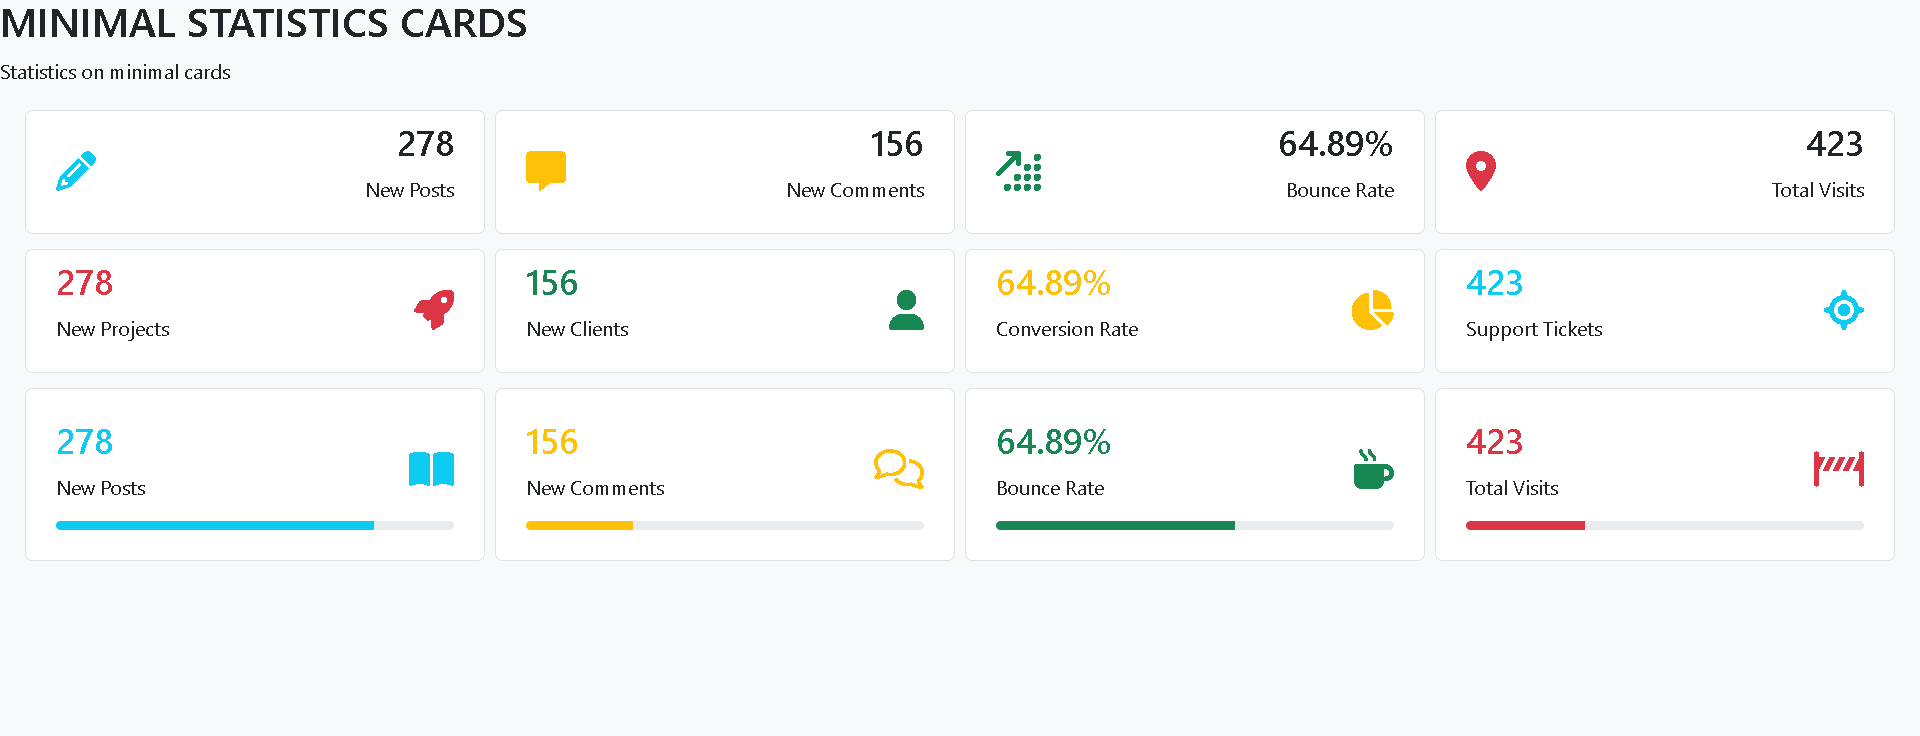 MINIMAL STATISTICS CARDS
Statistics on minimal cards
278
New Posts
156
New Comments
64.89%
Bounce Rate
423
Total Visits
278
New Projects
156
New Clients
64.89%
Conversion Rate
423
Support Tickets
278
New Posts
156
New Comments
64.89%
Bounce Rate
423
Total Visits